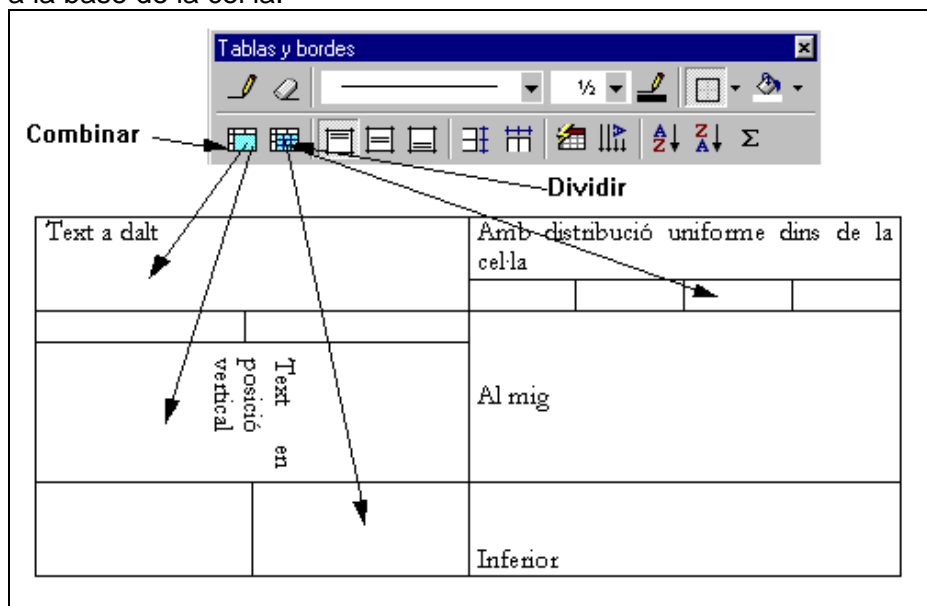 a la base de la cel·la.
Tablas y bordes
½
Combinar
A Z
Z A
Σ
Dividir
Text a dalt
Amb distribució uniforme dins de la
cel·la
Text en
posició
vertical
Al mig
Inferior